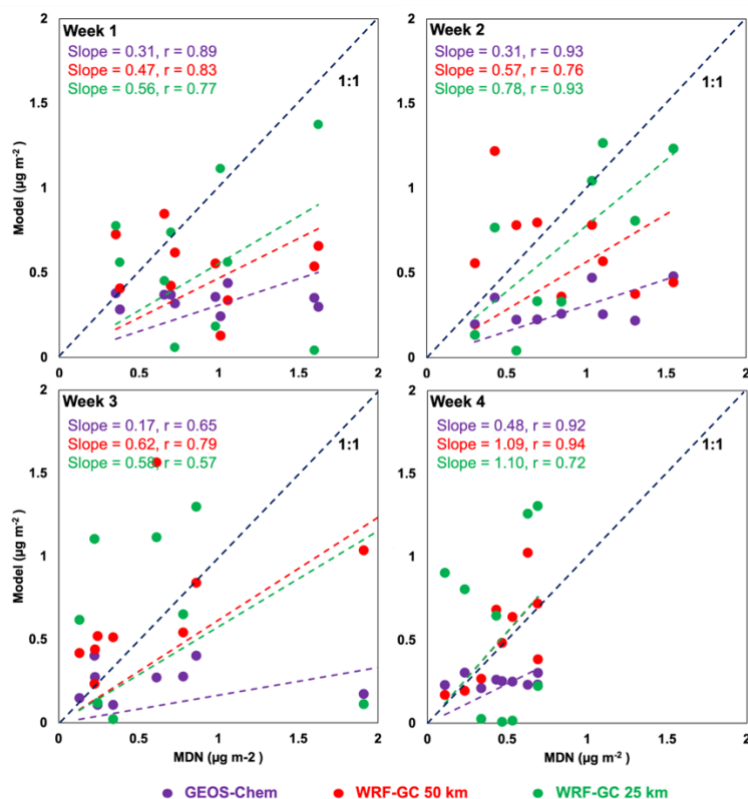 Week 1
Slope = 0.31, r = 0.89
Slope = 0.47, r = 0.83
Slope = 0.56, r = 0.77
1:1
2
1.5
1
0.5
0
Model (µg m⁻²)
0
0.5
1
1.5
2
Week 2
Slope = 0.31, r = 0.93
Slope = 0.57, r = 0.76
Slope = 0.78, r = 0.93
1:1
2
1.5
1
0.5
0
Model (µg m⁻²)
0
0.5
1
1.5
2
Week 3
Slope = 0.17, r = 0.65
Slope = 0.62, r = 0.79
Slope = 0.58, r = 0.57
1:1
2
1.5
1
0.5
0
Model (µg m⁻²)
0
0.5
1
1.5
2
MDN (µg m-2)
Week 4
Slope = 0.48, r = 0.92
Slope = 1.09, r = 0.94
Slope = 1.10, r = 0.72
1:1
2
1.5
1
0.5
0
Model (µg m⁻²)
0
0.5
1
1.5
2
MDN (µg m⁻²)
GEOS-Chem
WRF-GC 50 km
WRF-GC 25 km